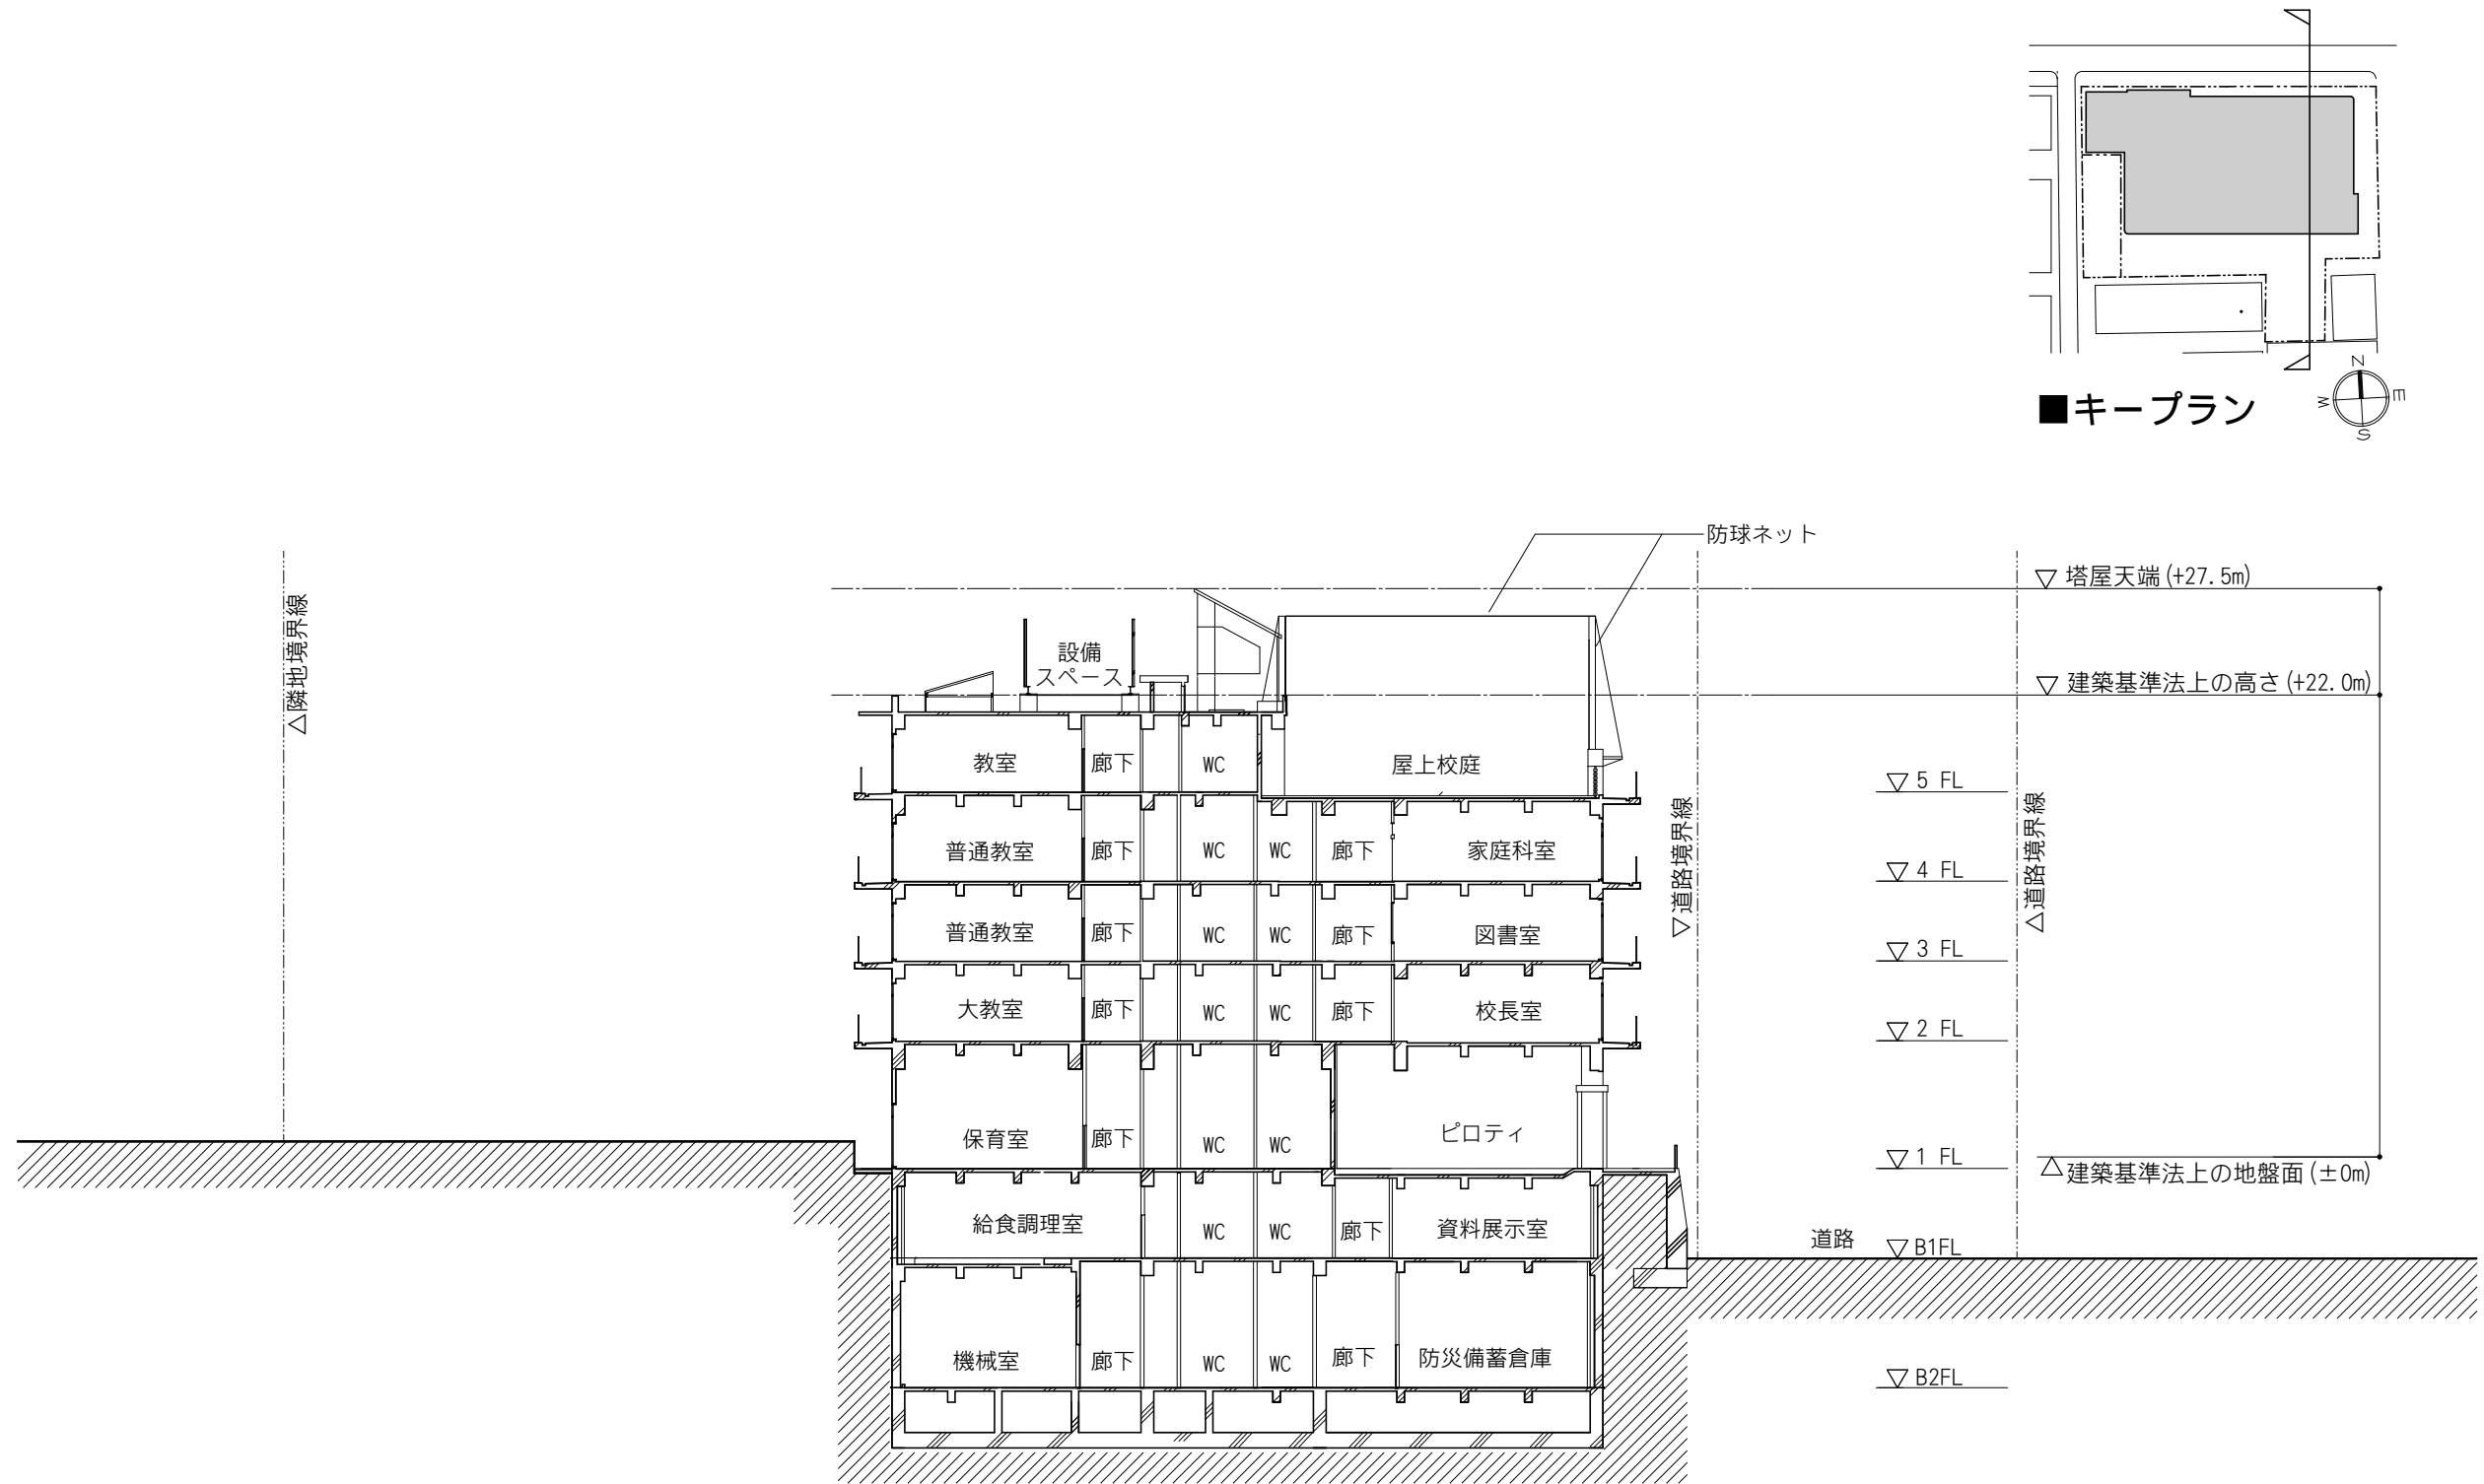 N
E
W
S
■キープラン
防球ネット
▽塔屋天端(+27.5m)
▽建築基準法上の高さ(+22.0m)
△隣地境界線
設備
スペース
教室
廊下
WC
屋上校庭
▽5 FL
▽道路境界線
△道路境界線
普通教室
廊下
WC
WC
廊下
家庭科室
▽4 FL
普通教室
廊下
WC
WC
廊下
図書室
▽3 FL
大教室
廊下
WC
WC
廊下
校長室
▽2 FL
保育室
廊下
WC
WC
ピロティ
▽1 FL
△建築基準法上の地盤面(±0m)
給食調理室
WC
WC
廊下
資料展示室
道路
▽B1FL
機械室
廊下
WC
WC
廊下
防災備蓄倉庫
▽B2FL